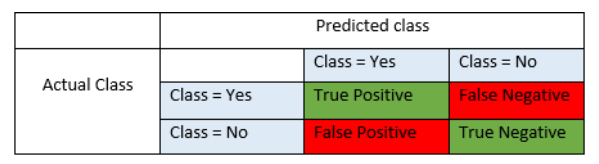 Predicted class
Actual Class
Class = Yes
Class = No
Class = Yes
True Positive
False Negative
Class = No
False Positive
True Negative